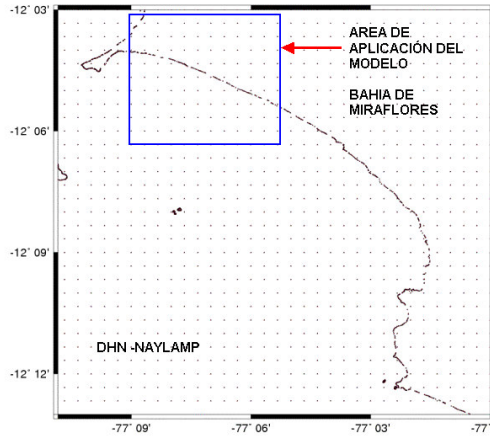 -12˚ 03'
AREA DE
APLICACIÓN DEL
MODELO
BAHIA DE
MIRAFLORES
-12˚ 06'
-12˚ 09'
DHN -NAYLAMP
-12˚ 12'
-77˚ 09'
-77˚ 06'
-77˚ 03'
-77˚